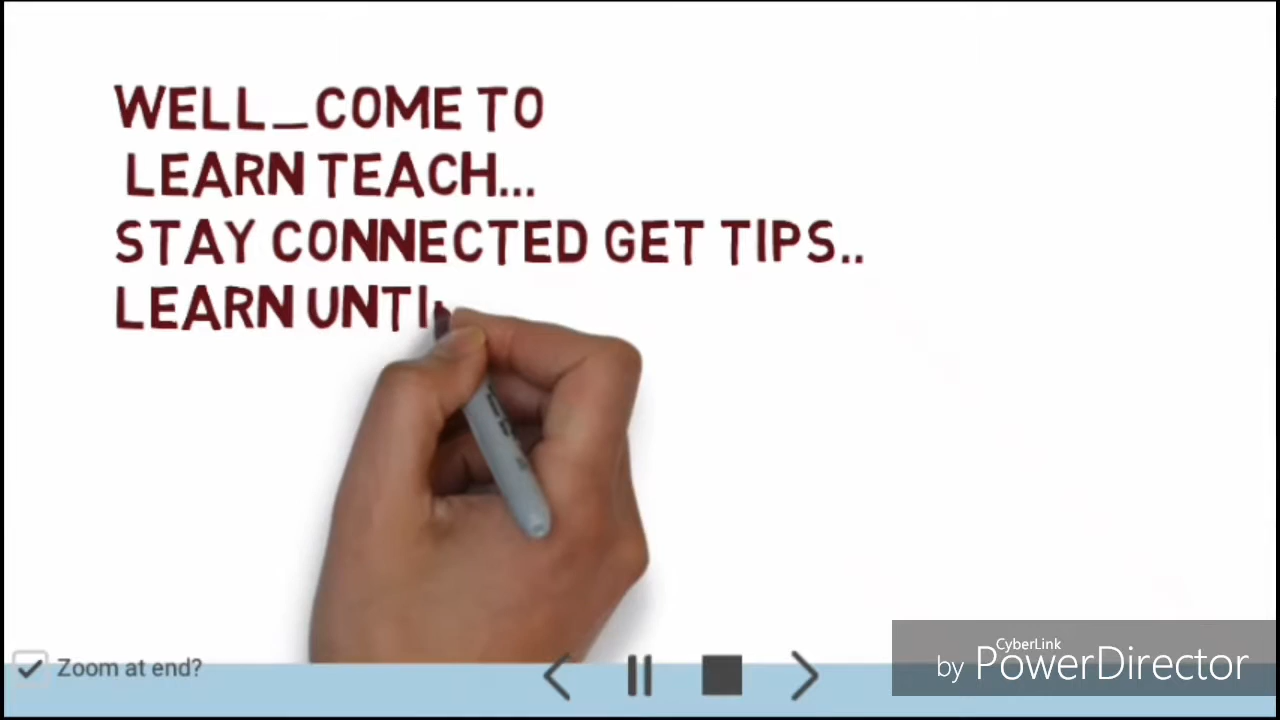 WELL_COME TO
LEARN TEACH...
STAY CONNECTED GET TIPS..
LEARN UNTI
Zoom at end?
CyberLink
by PowerDirector